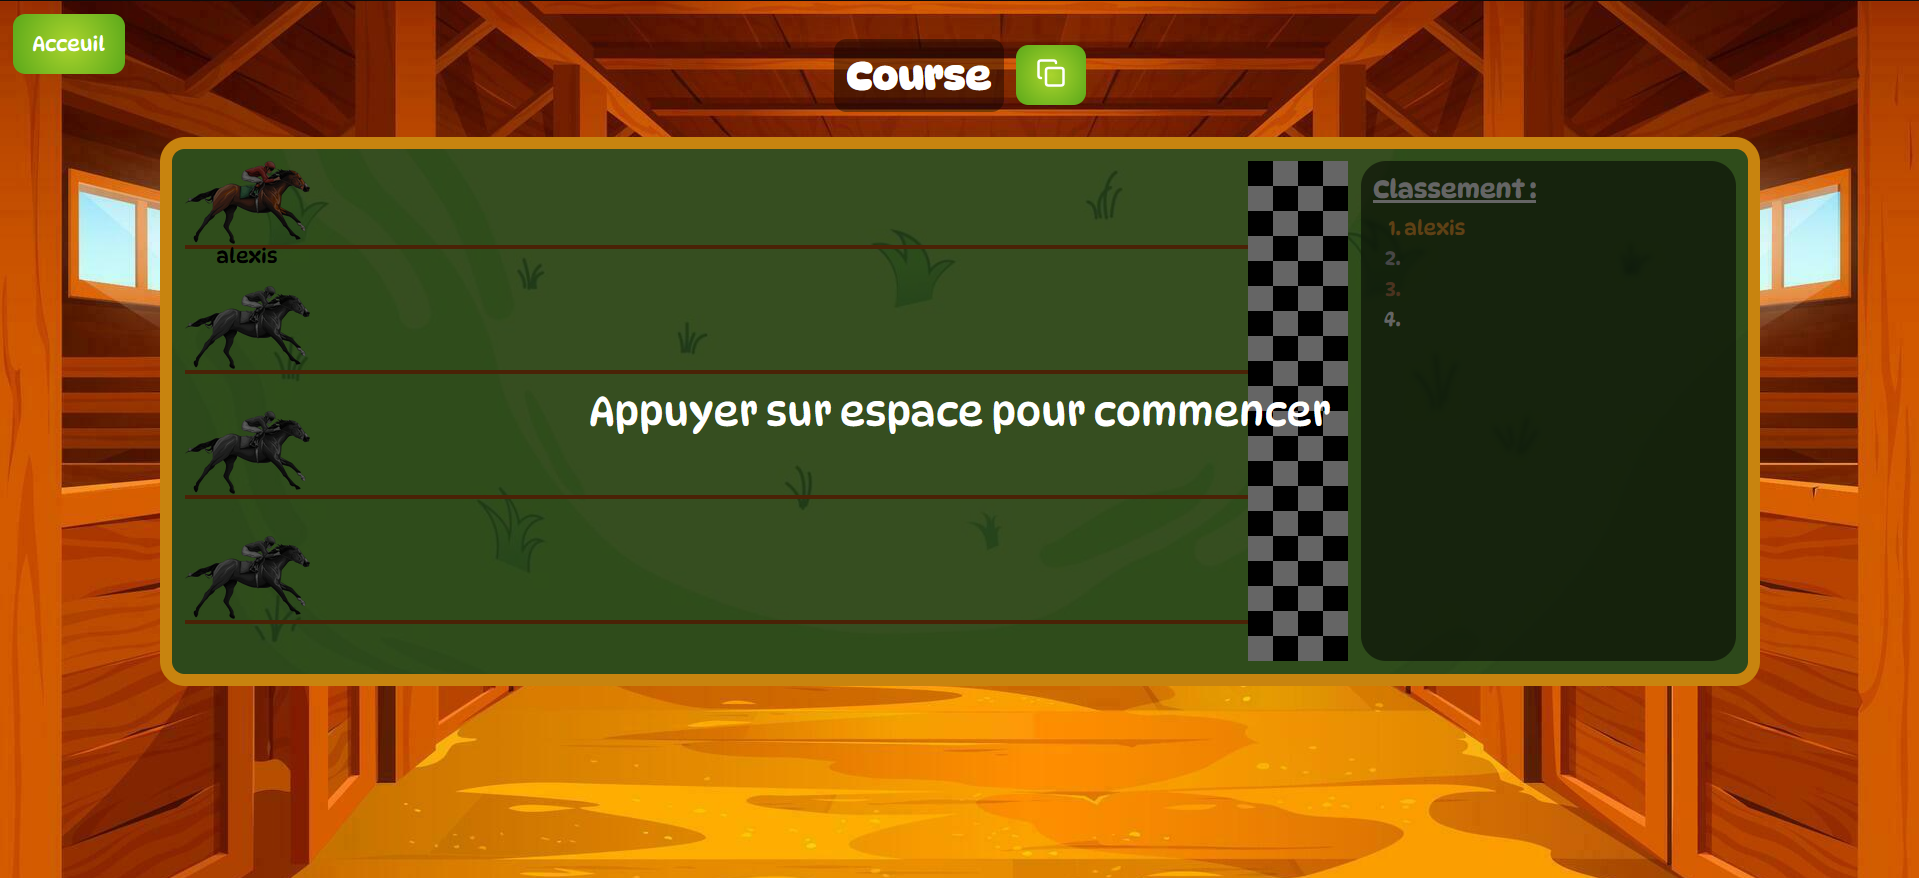 Acceuil
Course
alexis
Appuyer sur espace pour commencer
Classement :
1. alexis
2.
3.
4.